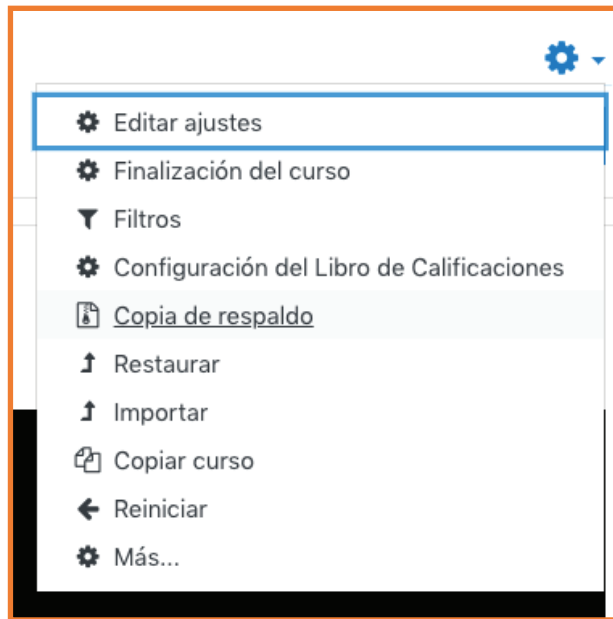 Editar ajustes
Finalización del curso
Filtros
Configuración del Libro de Calificaciones
Copia de respaldo
Restaurar
Importar
Copiar curso
Reiniciar
Más...